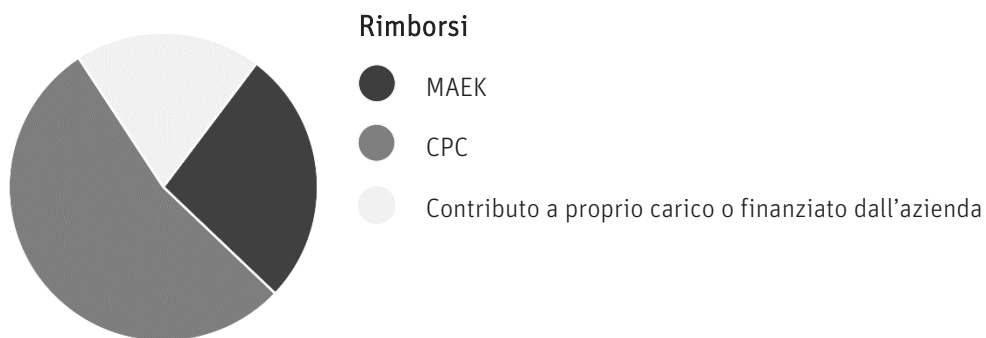 Rimborsi
MAEK
CPC
Contributo a proprio carico o finanziato dall'azienda